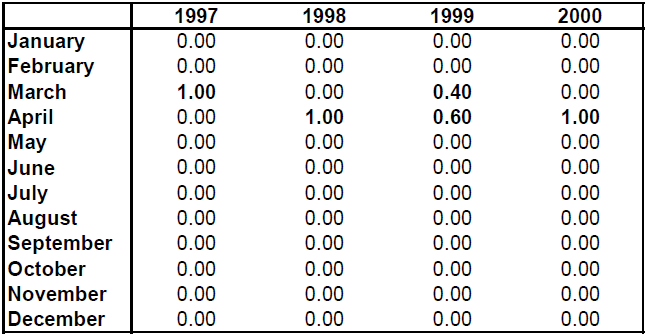 1997 1998 1999 2000
January 0.00 0.00 0.00 0.00
February 0.00 0.00 0.00 0.00
March 1.00 0.00 0.40 0.00
April 0.00 1.00 0.60 1.00
May 0.00 0.00 0.00 0.00
June 0.00 0.00 0.00 0.00
July 0.00 0.00 0.00 0.00
August 0.00 0.00 0.00 0.00
September 0.00 0.00 0.00 0.00
October 0.00 0.00 0.00 0.00
November 0.00 0.00 0.00 0.00
December 0.00 0.00 0.00 0.00